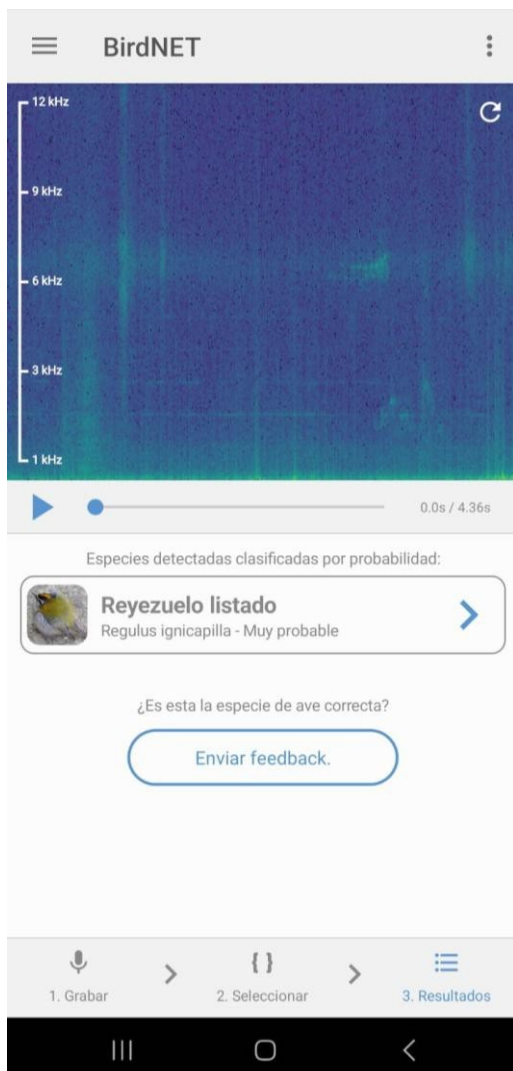 BirdNET
12 kHz
9 kHz
6 kHz
3 kHz
1 kHz
0.0s / 4.36s
Especies detectadas clasificadas por probabilidad:
Reyezuelo listado
Regulus ignicapilla - Muy probable
¿Es esta la especie de ave correcta?
Enviar feedback.
1. Grabar
2. Seleccionar
3. Resultados